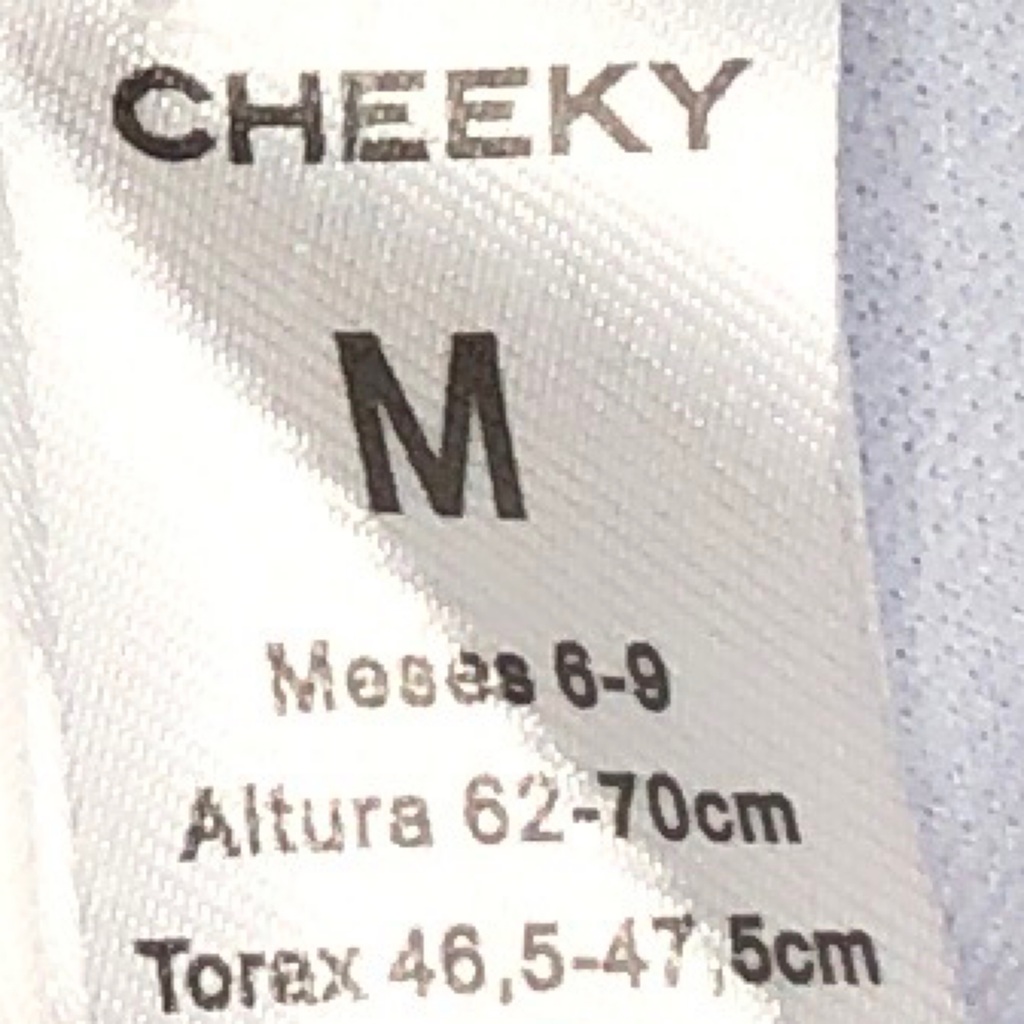 CHEEKY
M
Meses 6-9
Altura 62-70cm
Torax 46,5-47,5cm